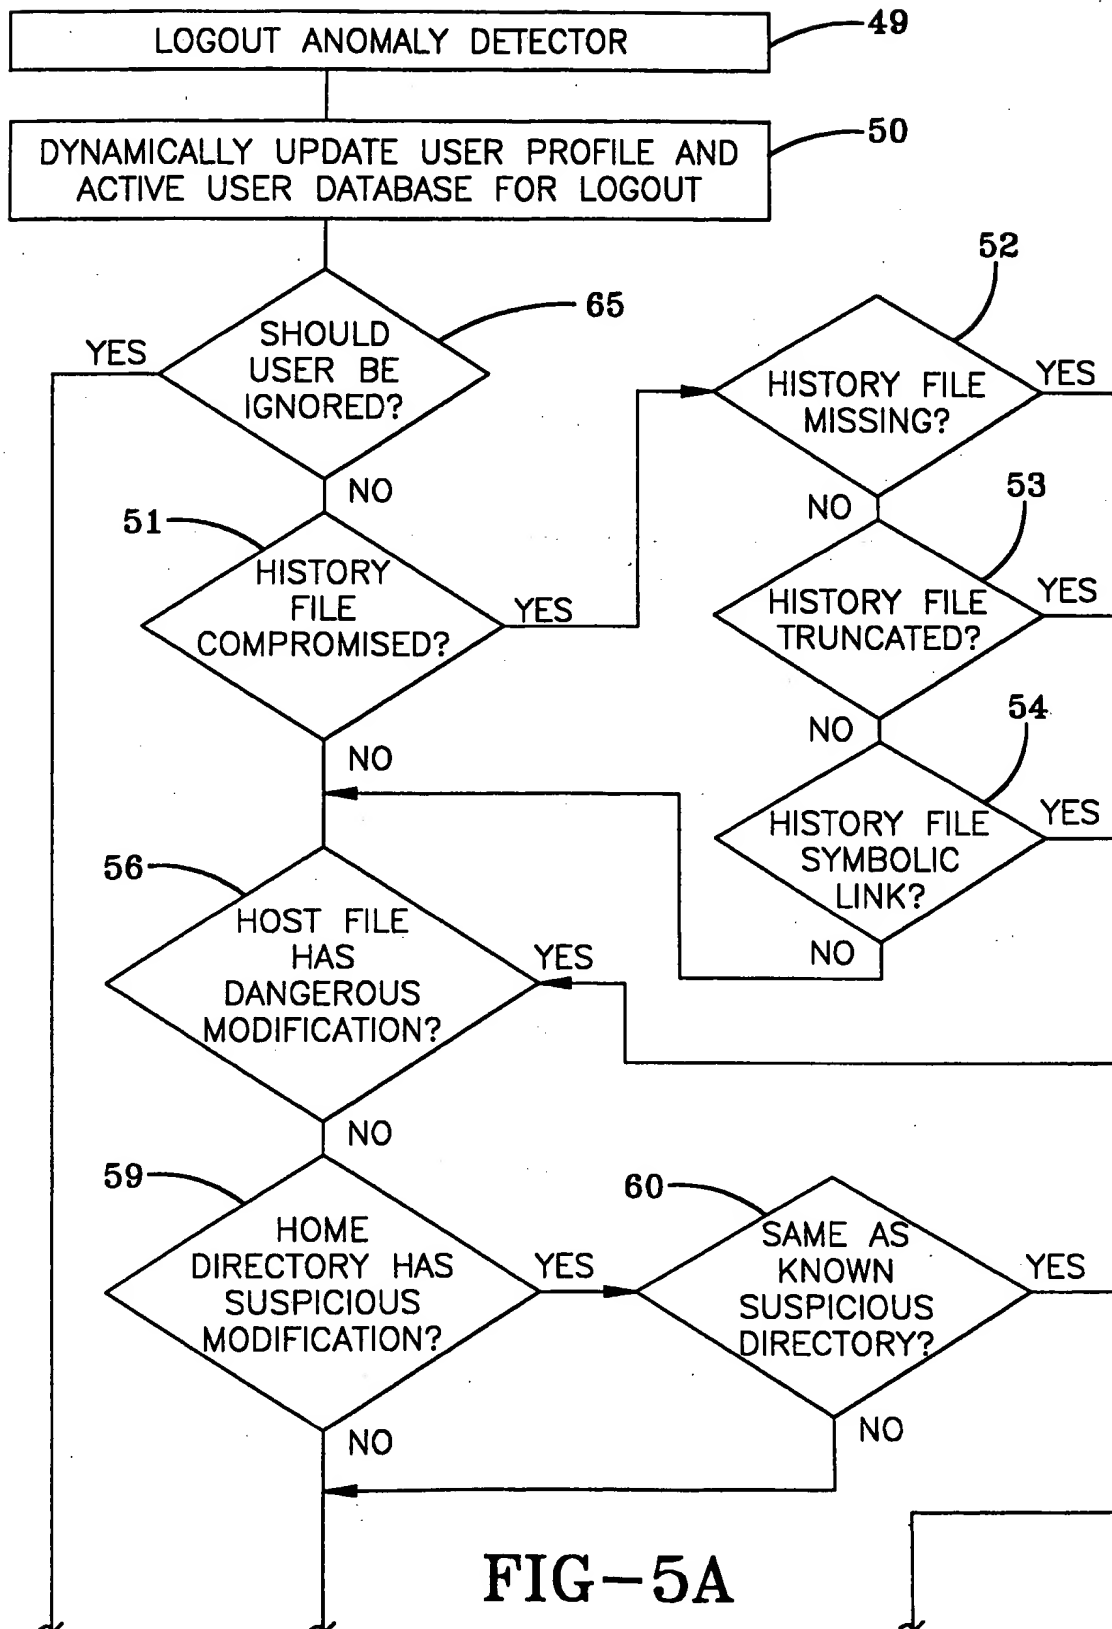 LOGOUT ANOMALY DETECTOR
49
DYNAMICALLY UPDATE USER PROFILE AND
ACTIVE USER DATABASE FOR LOGOUT
50
SHOULD
USER BE
IGNORED?
65
YES
NO
51
HISTORY
FILE
COMPROMISED?
YES
NO
52
HISTORY FILE
MISSING?
YES
NO
53
HISTORY FILE
TRUNCATED?
YES
NO
54
HISTORY FILE
SYMBOLIC
LINK?
YES
NO
56
HOST FILE
HAS
DANGEROUS
MODIFICATION?
YES
NO
59
HOME
DIRECTORY HAS
SUSPICIOUS
MODIFICATION?
YES
NO
60
SAME AS
KNOWN
SUSPICIOUS
DIRECTORY?
YES
NO
FIG-5A